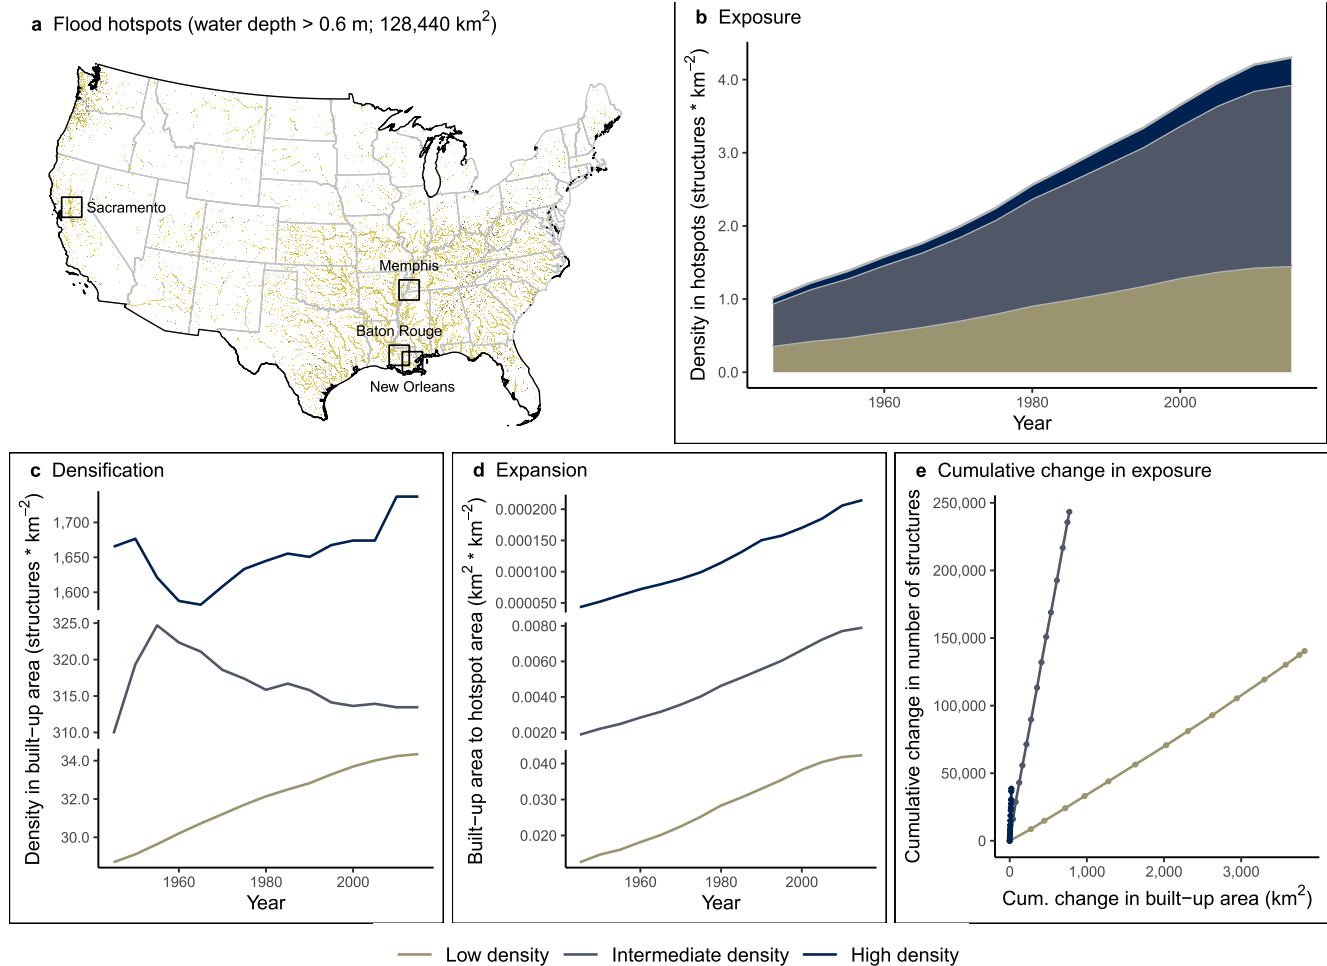 a Flood hotspots (water depth > 0.6 m; 128,440 km²)
Sacramento
Memphis
Baton Rouge
New Orleans
b Exposure
Density in hotspots (structures * km⁻²)
4.0
3.0
2.0
1.0
0.0
1960 1980 2000
Year
c Densification
Density in built−up area (structures * km⁻²)
1,700
1,650
1,600
325.0
320.0
315.0
310.0
34.0
32.0
30.0
1960 1980 2000
Year
d Expansion
Built−up area to hotspot area (km² * km⁻²)
0.000200
0.000150
0.000100
0.000050
0.0080
0.0060
0.0040
0.0020
0.040
0.030
0.020
1960 1980 2000
Year
e Cumulative change in exposure
Cumulative change in number of structures
250,000
200,000
150,000
100,000
50,000
0
0 1,000 2,000 3,000
Cum. change in built−up area (km²)
Low density Intermediate density High density